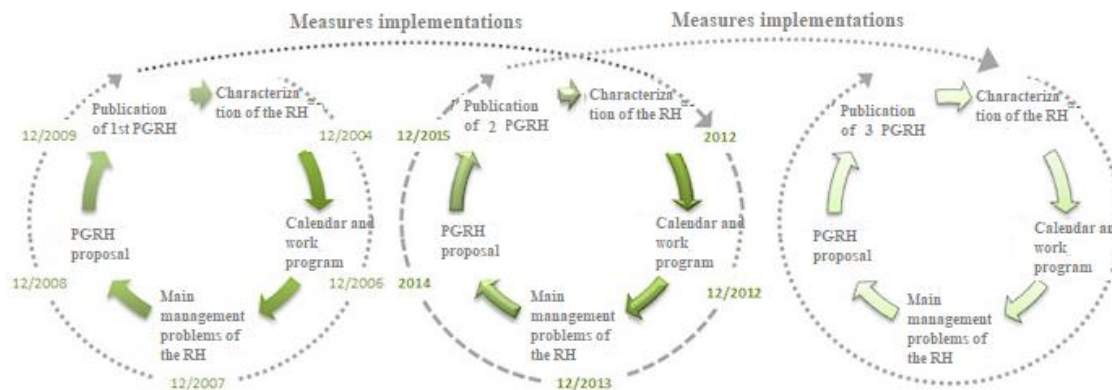 Measures implementations
Measures implementations
Publication
of 1st PGRH
Characteriza
tion of the RH
12/2009
12/2004
PGRH
proposal
Calendar and
work
program
12/2008
12/2006
Main
management
problems of
the RH
12/2007
Publication
of 2 PGRH
Characteriza
tion of the RH
12/2015
2012
PGRH
proposal
Calendar and
work
program
2014
12/2012
Main
management
problems of
the RH
12/2013
Publication
of 3 PGRH
Characteriza
tion of the RH
PGRH
proposal
Calendar and
work
program
Main
management
problems of
the RH